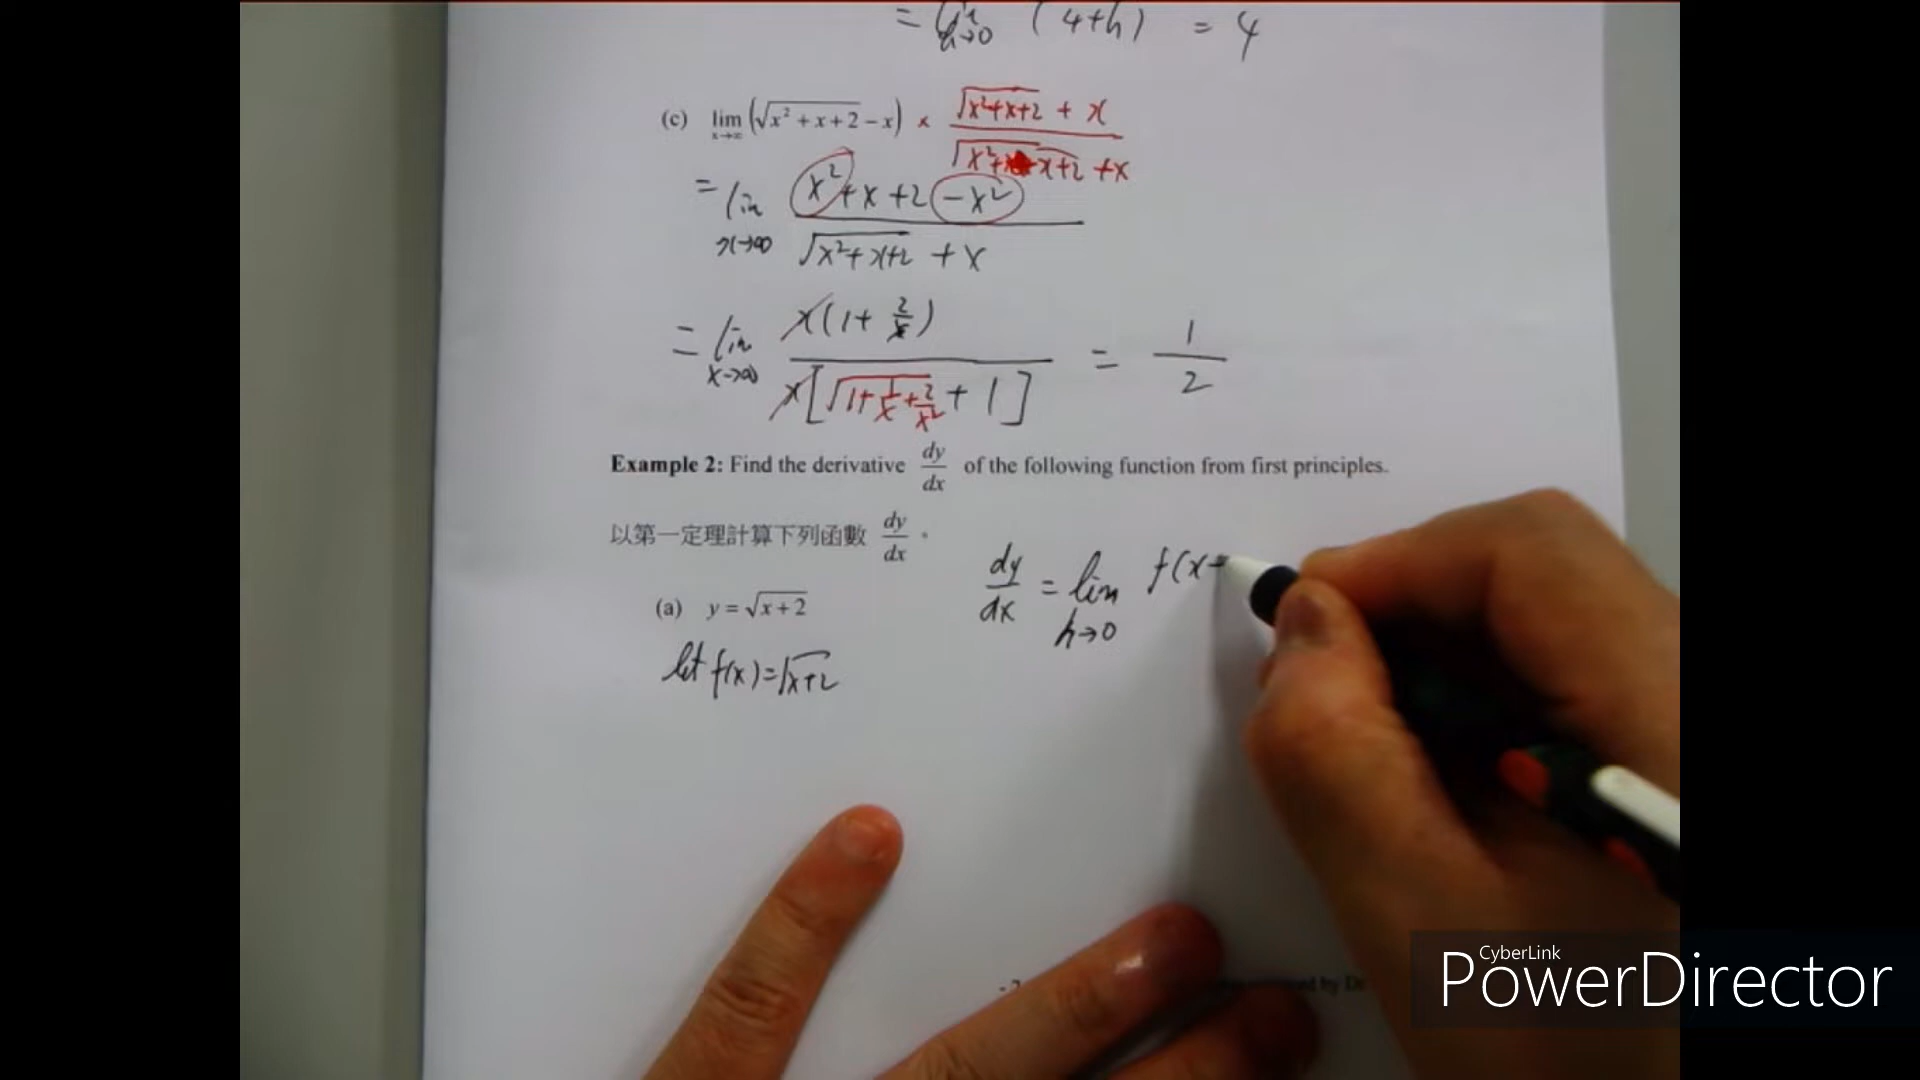 = lim h→0 (4+h) = 4
(c) lim x→∞ (√x² + x + 2 − x) × √x²+x+2 + x / √x²+x+2 + x
= lim x→∞ x² + x + 2 − x² / √x²+x+2 + x
= lim x→∞ x(1+ 2/x) / x[√1+1/x+2/x² + 1] = 1/2
Example 2: Find the derivative dy/dx of the following function from first principles.
以第一定理計算下列函數 dy/dx。
(a) y = √x + 2
dy/dx = lim h→0 f(x+
let f(x) = √x+2
- 2
by Dr
CyberLink
PowerDirector